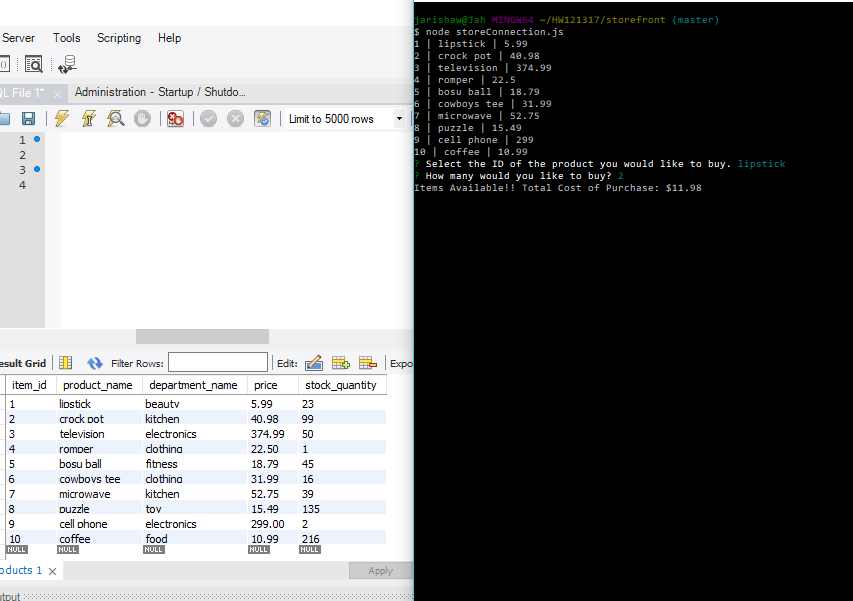 Server Tools Scripting Help
QL File 1* Administration - Startup / Shutdo...
Limit to 5000 rows
1
2
3
4
esult Grid Filter Rows: Edit: Expo
item_id product_name department_name price stock_quantity
1 lipstick beauty 5.99 23
2 crock pot kitchen 40.98 99
3 television electronics 374.99 50
4 romper clothing 22.50 1
5 bosu ball fitness 18.79 45
6 cowboys tee clothing 31.99 16
7 microwave kitchen 52.75 39
8 puzzle toy 15.49 135
9 cell phone electronics 299.00 2
10 coffee food 10.99 216
NULL NULL NULL NULL NULL
oducts 1 Apply
utput
jarishaw@Jah MINGW64 ~/HW121317/storefront (master)
$ node storeConnection.js
1 | lipstick | 5.99
2 | crock pot | 40.98
3 | television | 374.99
4 | romper | 22.5
5 | bosu ball | 18.79
6 | cowboys tee | 31.99
7 | microwave | 52.75
8 | puzzle | 15.49
9 | cell phone | 299
10 | coffee | 10.99
? Select the ID of the product you would like to buy. lipstick
? How many would you like to buy? 2
Items Available!! Total Cost of Purchase: $11.98